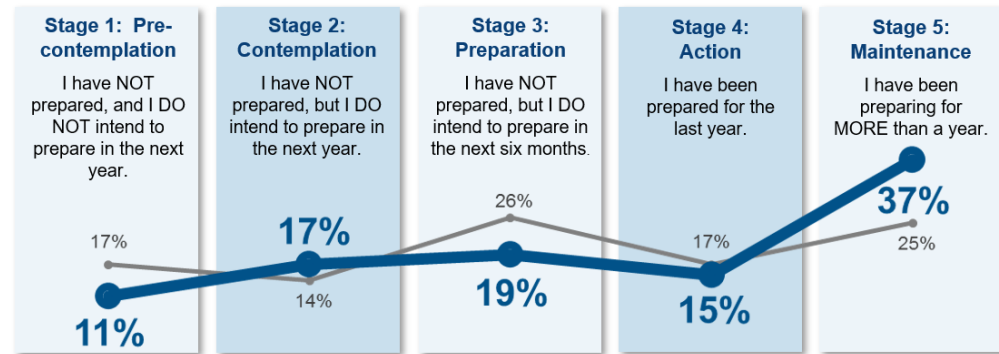 Stage 1: Pre-
contemplation
I have NOT
prepared, and I DO
NOT intend to
prepare in the next
year.
17%
11%
Stage 2:
Contemplation
I have NOT
prepared, but I DO
intend to prepare in
the next year.
17%
14%
Stage 3:
Preparation
I have NOT
prepared, but I DO
intend to prepare in
the next six months.
26%
19%
Stage 4:
Action
I have been
prepared for the
last year.
17%
15%
Stage 5:
Maintenance
I have been
preparing for
MORE than a year.
37%
25%